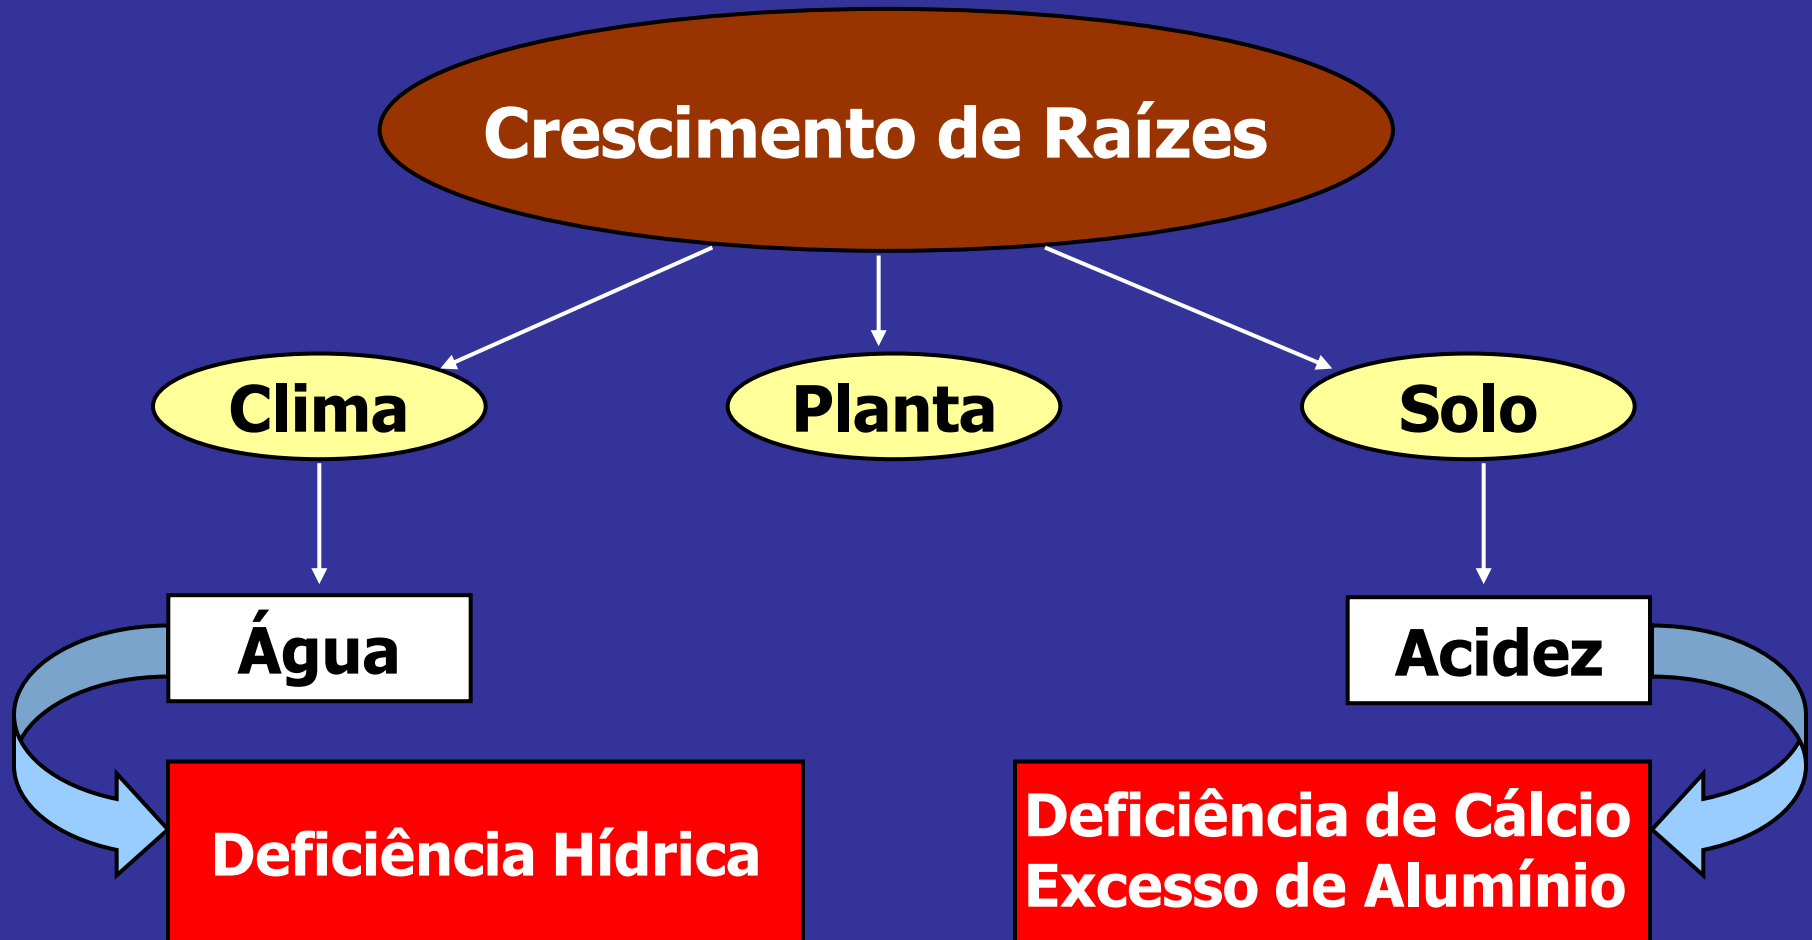 Crescimento de Raízes
Clima
Planta
Solo
Água
Acidez
Deficiência Hídrica
Deficiência de Cálcio
Excesso de Alumínio